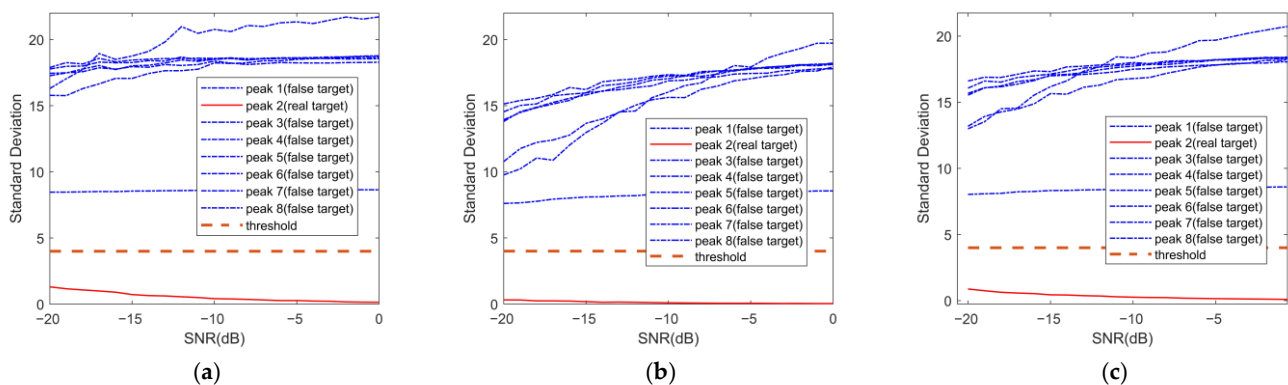 20
15
10
5
0
Standard Deviation
peak 1(false target)
peak 2(real target)
peak 3(false target)
peak 4(false target)
peak 5(false target)
peak 6(false target)
peak 7(false target)
peak 8(false target)
threshold
−20 −15 −10 −5 0
SNR(dB)
(a)
20
15
10
5
0
Standard Deviation
peak 1(false target)
peak 2(real target)
peak 3(false target)
peak 4(false target)
peak 5(false target)
peak 6(false target)
peak 7(false target)
peak 8(false target)
threshold
−20 −15 −10 −5 0
SNR(dB)
(b)
20
15
10
5
0
Standard Deviation
peak 1(false target)
peak 2(real target)
peak 3(false target)
peak 4(false target)
peak 5(false target)
peak 6(false target)
peak 7(false target)
peak 8(false target)
threshold
−20 −15 −10 −5
SNR(dB)
(c)